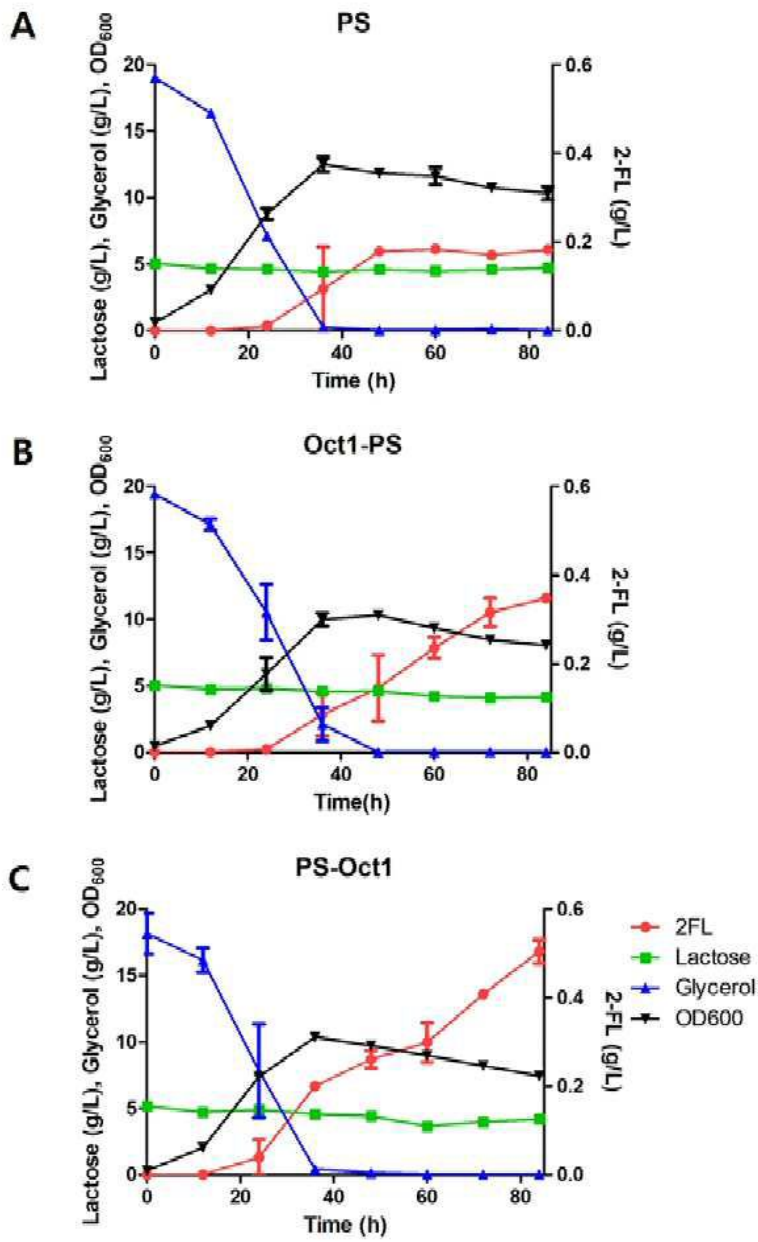 A
PS
Lactose (g/L), Glycerol (g/L), OD600
20
15
10
5
0
0.6
0.4
0.2
0.0
2-FL (g/L)
0 20 40 60 80
Time (h)
B
Oct1-PS
Lactose (g/L), Glycerol (g/L), OD600
20
15
10
5
0
0.6
0.4
0.2
0.0
2-FL (g/L)
0 20 40 60 80
Time(h)
C
PS-Oct1
Lactose (g/L), Glycerol (g/L), OD600
20
15
10
5
0
0.6
0.4
0.2
0.0
2-FL (g/L)
0 20 40 60 80
Time (h)
2FL
Lactose
Glycerol
OD600